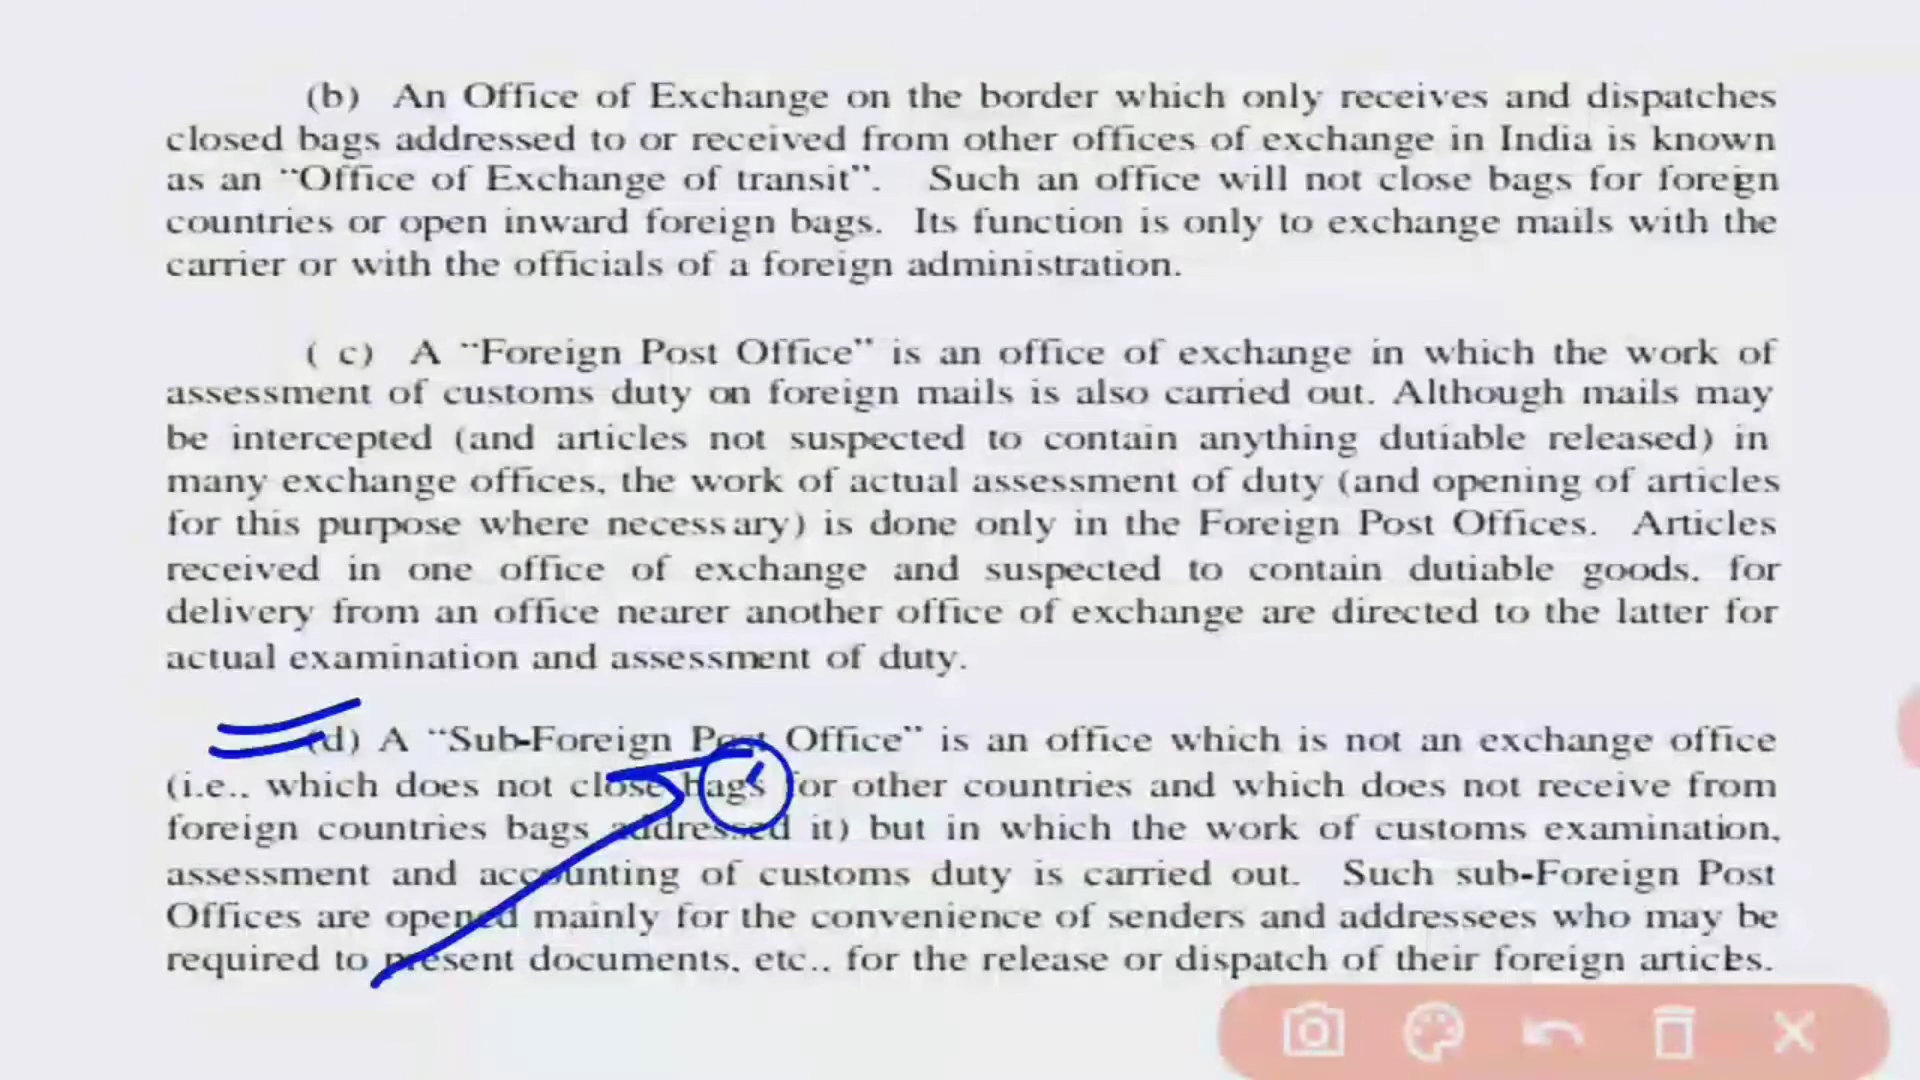 (b) An Office of Exchange on the border which only receives and dispatches
closed bags addressed to or received from other offices of exchange in India is known
as an "Office of Exchange of transit". Such an office will not close bags for foreign
countries or open inward foreign bags. Its function is only to exchange mails with the
carrier or with the officials of a foreign administration.
( c) A "Foreign Post Office" is an office of exchange in which the work of
assessment of customs duty on foreign mails is also carried out. Although mails may
be intercepted (and articles not suspected to contain anything dutiable released) in
many exchange offices, the work of actual assessment of duty (and opening of articles
for this purpose where necessary) is done only in the Foreign Post Offices. Articles
received in one office of exchange and suspected to contain dutiable goods, for
delivery from an office nearer another office of exchange are directed to the latter for
actual examination and assessment of duty.
(d) A "Sub-Foreign Post Office" is an office which is not an exchange office
(i.e., which does not close bags for other countries and which does not receive from
foreign countries bags addressed it) but in which the work of customs examination,
assessment and accounting of customs duty is carried out. Such sub-Foreign Post
Offices are opened mainly for the convenience of senders and addressees who may be
required to present documents, etc., for the release or dispatch of their foreign articles.